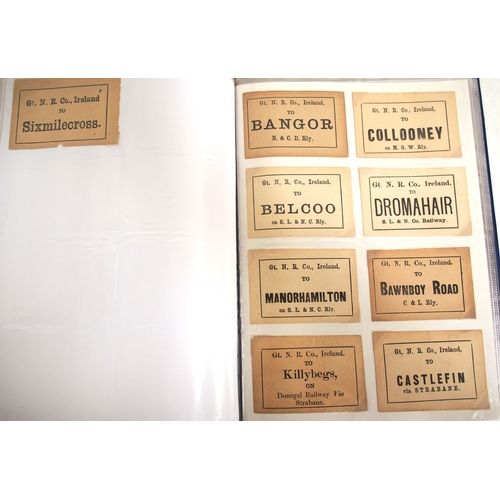 Gt. N. R. Co., Ireland
TO
Sixmilecross.
Gt. N. R. Co., Ireland.
TO
BANGOR
B. & C. D. Rly.
Gt. N. R. Co., Ireland.
TO
COLLOONEY
on M. G. W. Rly.
Gt. N. R. Co., Ireland.
TO
BELCOO
on S. L. & N. C. Rly.
Gt. N. R. Co., Ireland.
TO
DROMAHAIR
S. L. & N. Co. Railway.
Gt. N. R. Co., Ireland.
TO
MANORHAMILTON
on S. L. & N. C. Rly.
Gt. N. R. Co., Ireland.
TO
BAWNBOY ROAD
C. & L. Rly.
Gt. N. R. Co., Ireland.
TO
Killybegs,
ON
Donegal Railway Via
Strabane.
Gt. N. R. Co., Ireland.
TO
CASTLEFIN
via STRABANE.